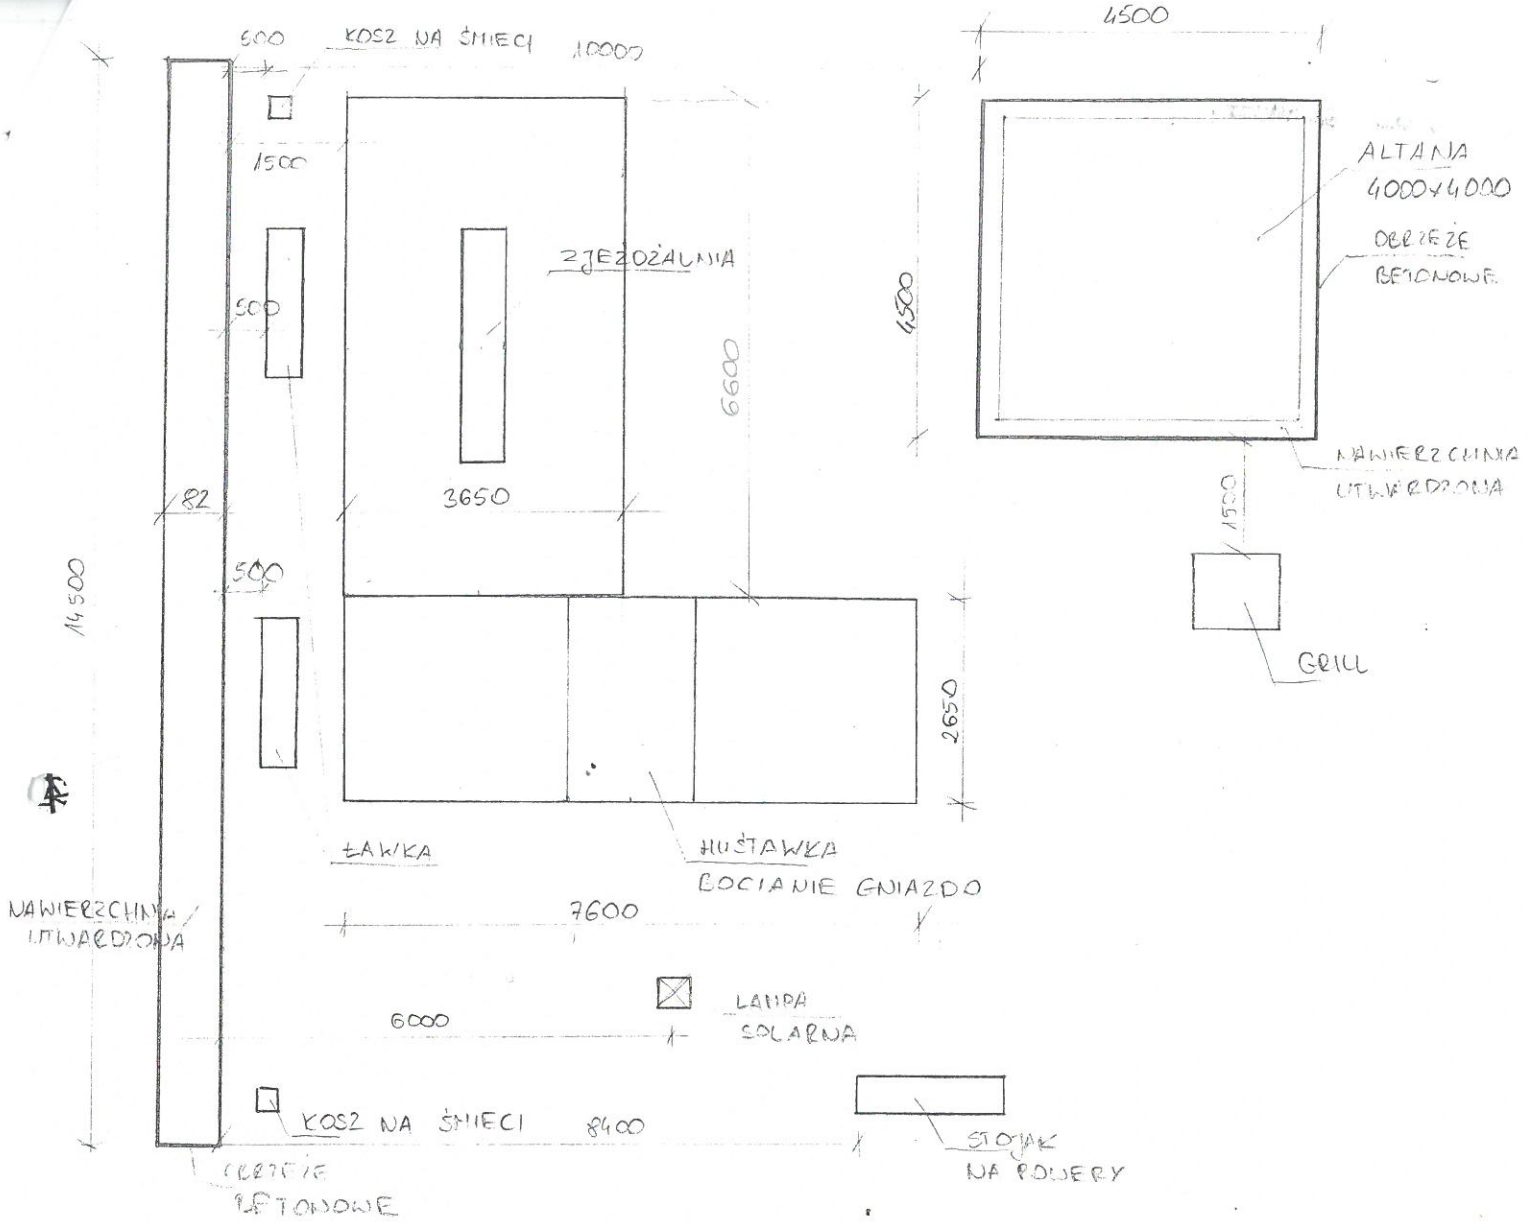 4500
600
KOSZ NA ŚMIECI
10000
1500
ALTANA
4000x4000
OBRZEŻE
BETONOWE
ZJEŻDŻALNIA
500
4500
6600
NAWIERZCHNIA
UTWARDZONA
82
3650
1500
500
14500
GRILL
2650
ŁAWKA
HUŚTAWKA
BOCIANIE GNIAZDO
NAWIERZCHNIA
UTWARDZONA
7600
LAMPA
SOLARNA
6000
KOSZ NA ŚMIECI
8400
STOJAK
NA ROWERY
OBRZEŻE
BETONOWE